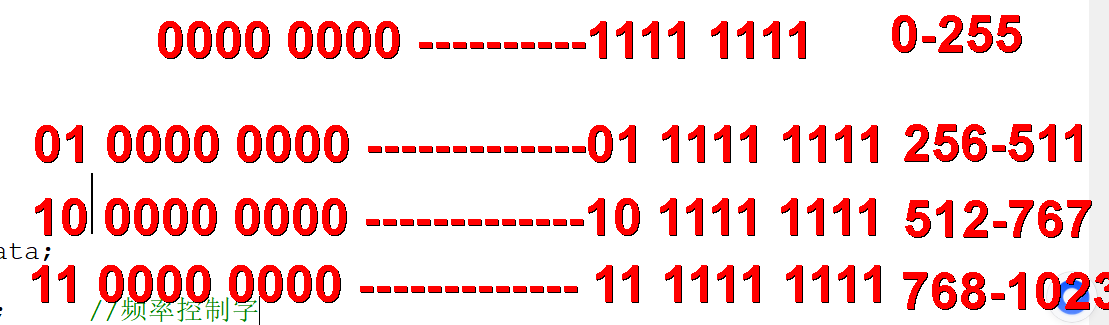 0000 0000 ----------1111 1111 0-255
01 0000 0000 -------------01 1111 1111 256-511
10 0000 0000 -------------10 1111 1111 512-767
ata;
11 0000 0000 ------------- 11 1111 1111 768-1023
; //频率控制字